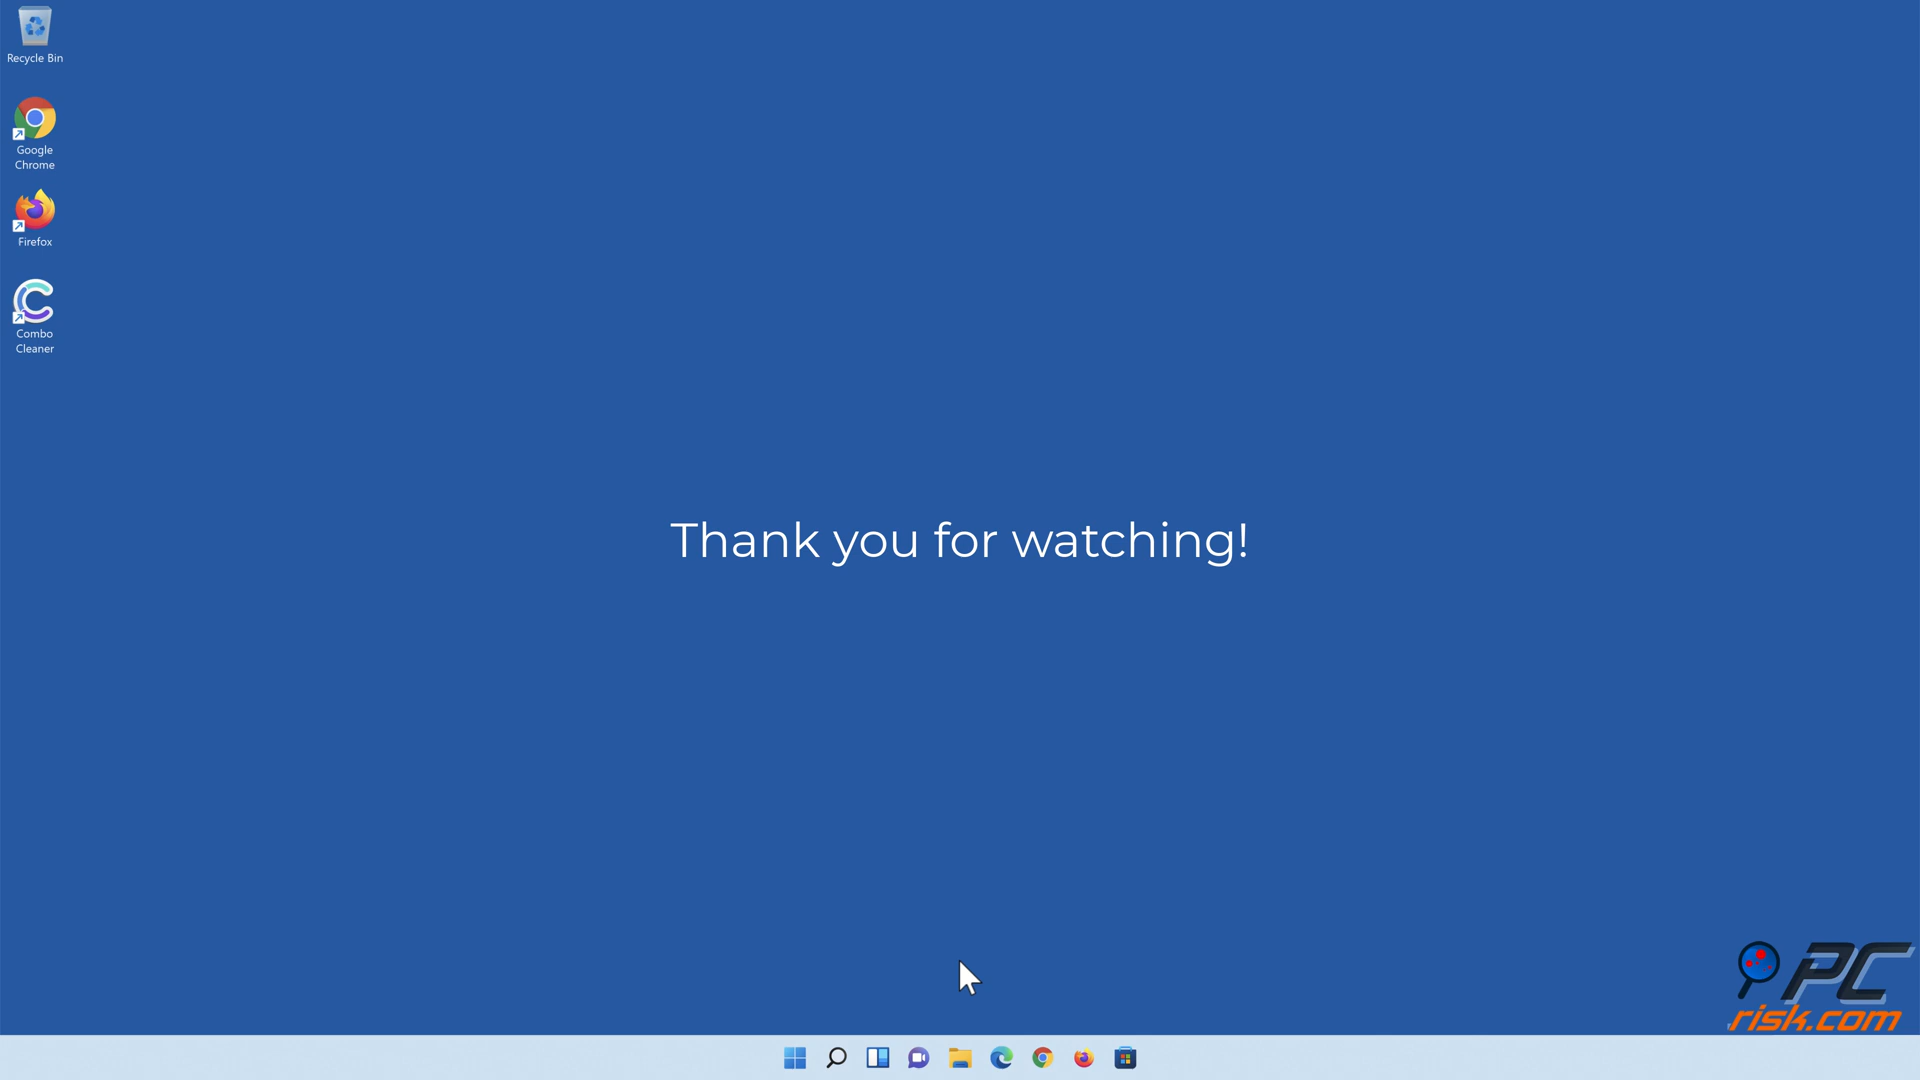 Recycle Bin
Google
Chrome
Firefox
Combo
Cleaner
Thank you for watching!
PC
risk.com